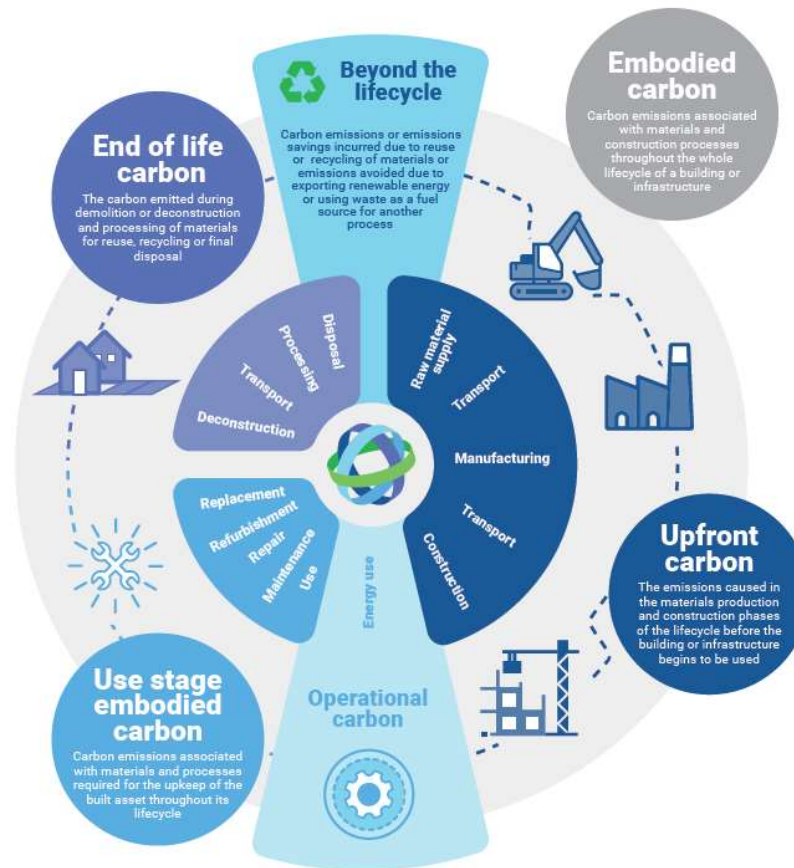 Beyond the
lifecycle
Carbon emissions or emissions
savings incurred due to reuse
or recycling of materials or
emissions avoided due to
exporting renewable energy
or using waste as a fuel
source for another
process
Embodied
carbon
Carbon emissions associated
with materials and
construction processes
throughout the whole
lifecycle of a building or
infrastructure
End of life
carbon
The carbon emitted during
demolition or deconstruction
and processing of materials
for reuse, recycling or final
disposal
Disposal
Processing
Transport
Deconstruction
Raw material
supply
Transport
Manufacturing
Transport
Construction
Replacement
Refurbishment
Repair
Maintenance
Use
Energy use
Upfront
carbon
The emissions caused in
the materials production
and construction phases
of the lifecycle before the
building or infrastructure
begins to be used
Use stage
embodied
carbon
Carbon emissions associated
with materials and processes
required for the upkeep of the
built asset throughout its
lifecycle
Operational
carbon